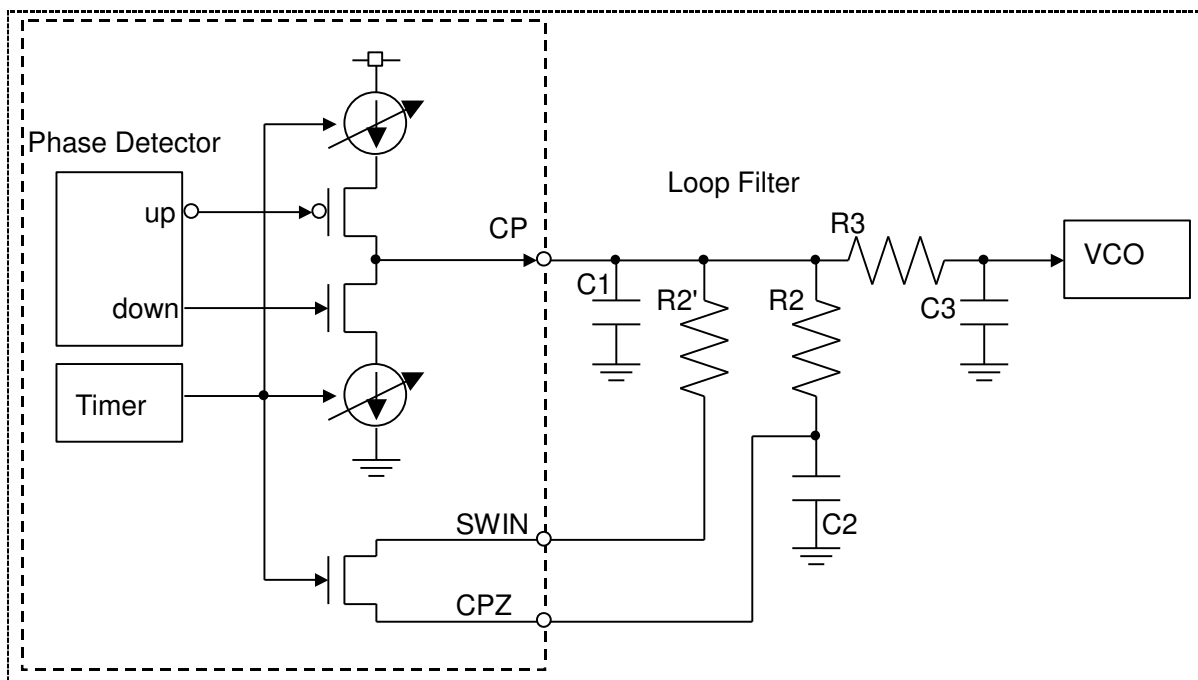 Phase Detector
up
down
Timer
CP
SWIN
CPZ
Loop Filter
C1
R2'
R2
R3
C3
C2
VCO